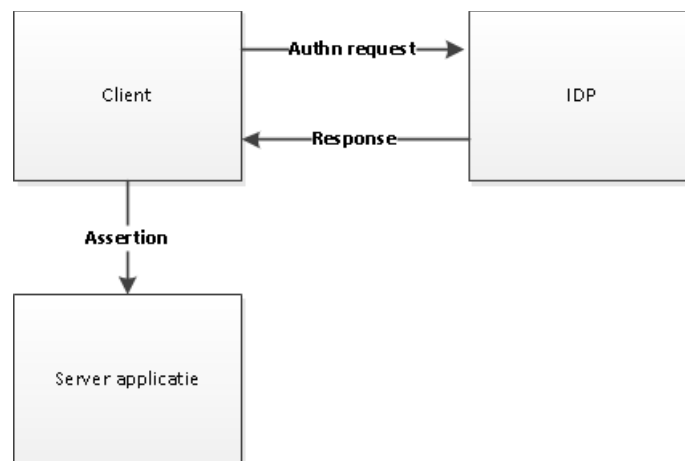 Client
Authn request
IDP
Response
Assertion
Server applicatie